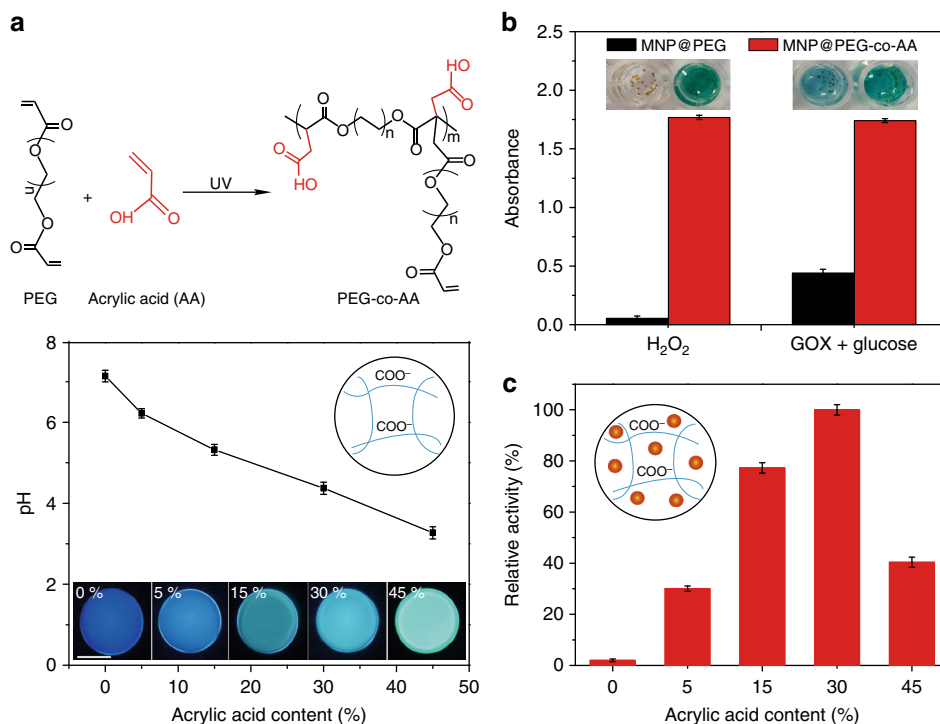 a
O
O
n
O
O
PEG
+
OH
O
Acrylic acid (AA)
UV
HO
O
O
O
O
n
O
O
m
O
HO
O
O
n
O
O
PEG-co-AA
pH
8
6
4
2
0
COO⁻
COO⁻
0 %
5 %
15 %
30 %
45 %
0 10 20 30 40 50
Acrylic acid content (%)
b
Absorbance
2.5
2.0
1.5
1.0
0.5
0.0
MNP@PEG MNP@PEG-co-AA
H₂O₂
GOX + glucose
c
Relative activity (%)
100
80
60
40
20
0
COO⁻
COO⁻
0 5 15 30 45
Acrylic acid content (%)